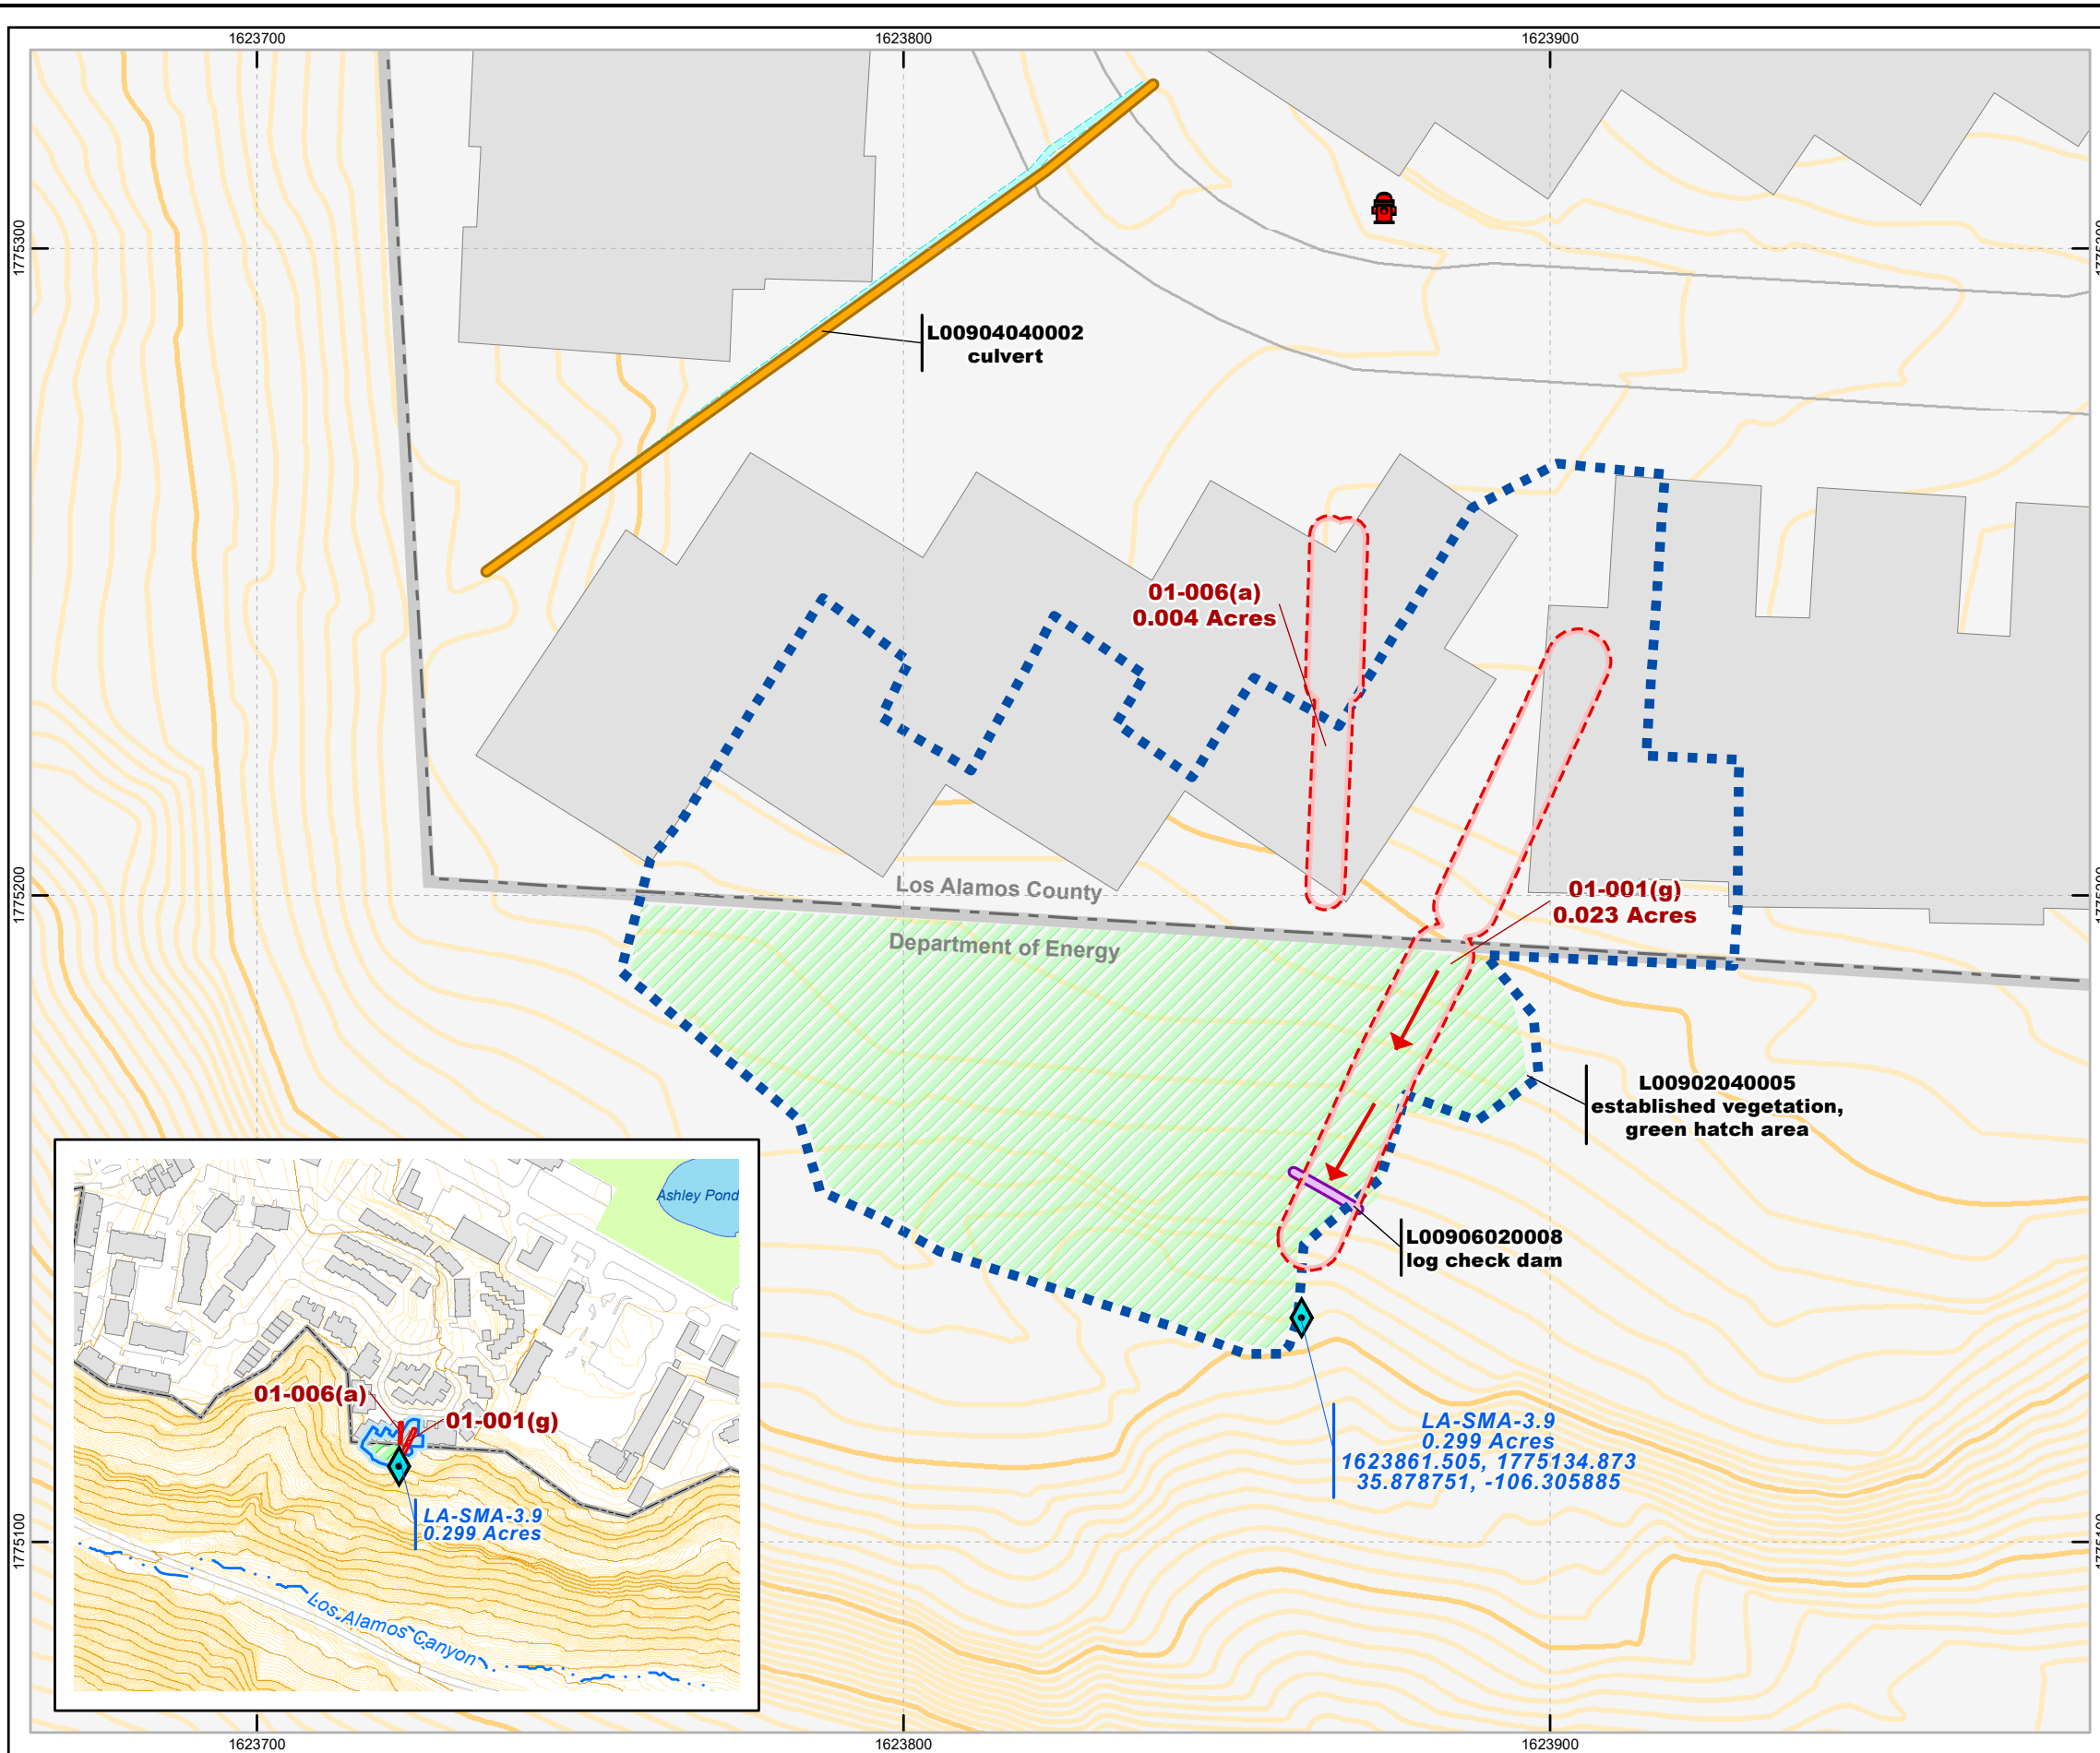 1623700
1623800
1623900
1775300
1775300
L00904040002
culvert
01-006(a)
0.004 Acres
1775200
1775200
Los Alamos County
Department of Energy
01-001(g)
0.023 Acres
L00902040005
established vegetation,
green hatch area
L00906020008
log check dam
LA-SMA-3.9
0.299 Acres
1623861.505, 1775134.873
35.878751, -106.305885
1775100
1775100
Ashley Pond
01-006(a)
01-001(g)
LA-SMA-3.9
0.299 Acres
Los Alamos Canyon
1623700
1623800
1623900